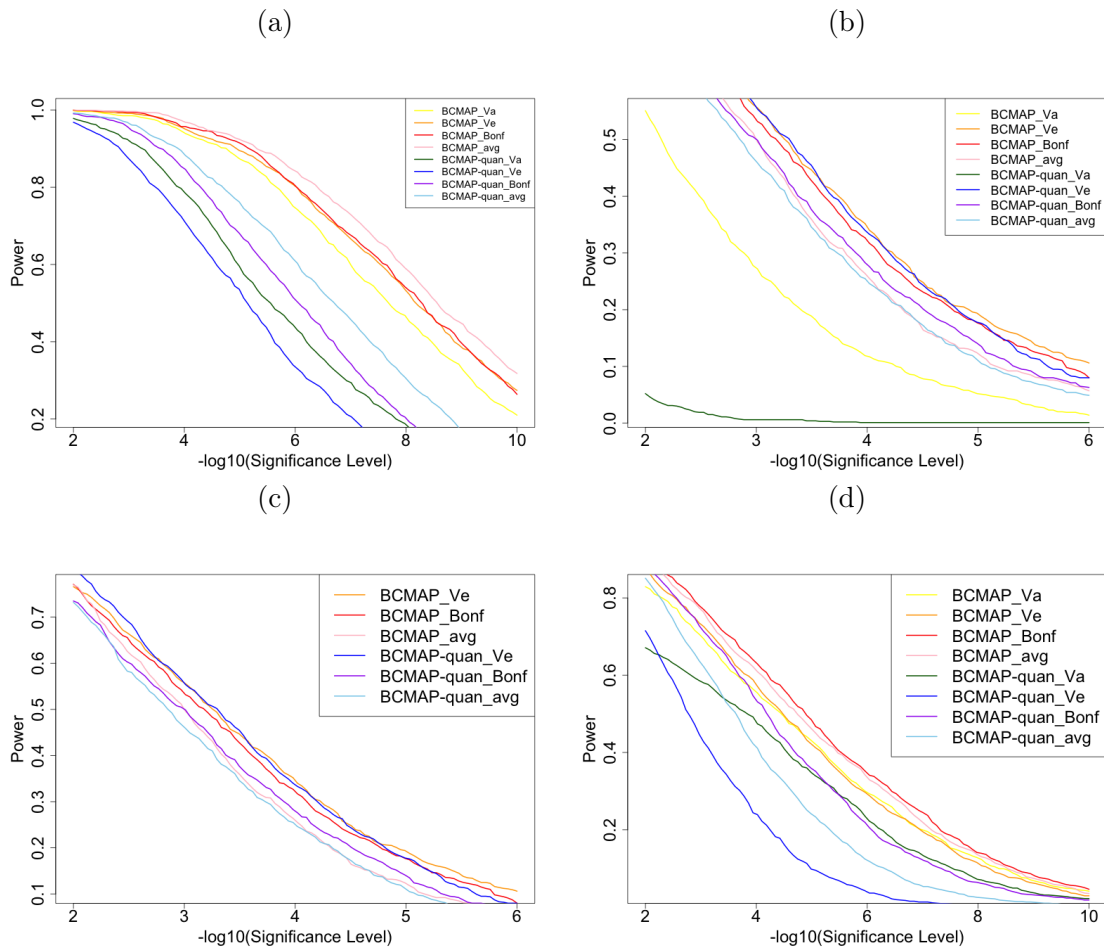 (a)
1.0
0.8
0.6
0.4
0.2
Power
BCMAP_Va
BCMAP_Ve
BCMAP_Bonf
BCMAP_avg
BCMAP-quan_Va
BCMAP-quan_Ve
BCMAP-quan_Bonf
BCMAP-quan_avg
2 4 6 8 10
-log10(Significance Level)
(b)
0.5
0.4
0.3
0.2
0.1
0.0
Power
BCMAP_Va
BCMAP_Ve
BCMAP_Bonf
BCMAP_avg
BCMAP-quan_Va
BCMAP-quan_Ve
BCMAP-quan_Bonf
BCMAP-quan_avg
2 3 4 5 6
-log10(Significance Level)
(c)
0.7
0.6
0.5
0.4
0.3
0.2
0.1
Power
BCMAP_Ve
BCMAP_Bonf
BCMAP_avg
BCMAP-quan_Ve
BCMAP-quan_Bonf
BCMAP-quan_avg
2 3 4 5 6
-log10(Significance Level)
(d)
0.8
0.6
0.4
0.2
Power
BCMAP_Va
BCMAP_Ve
BCMAP_Bonf
BCMAP_avg
BCMAP-quan_Va
BCMAP-quan_Ve
BCMAP-quan_Bonf
BCMAP-quan_avg
2 4 6 8 10
-log10(Significance Level)